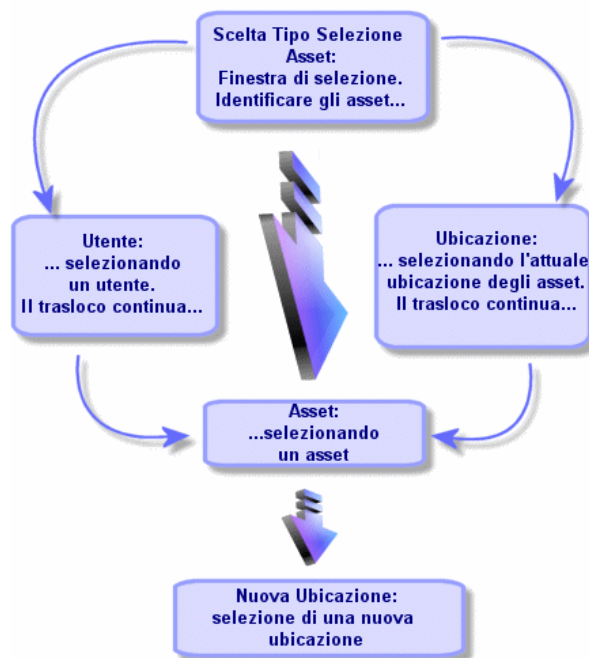 Scelta Tipo Selezione
Asset:
Finestra di selezione.
Identificare gli asset...
Utente:
... selezionando
un utente.
Il trasloco continua...
Ubicazione:
... selezionando l'attuale
ubicazione degli asset.
Il trasloco continua...
Asset:
...selezionando
un asset
Nuova Ubicazione:
selezione di una nuova
ubicazione